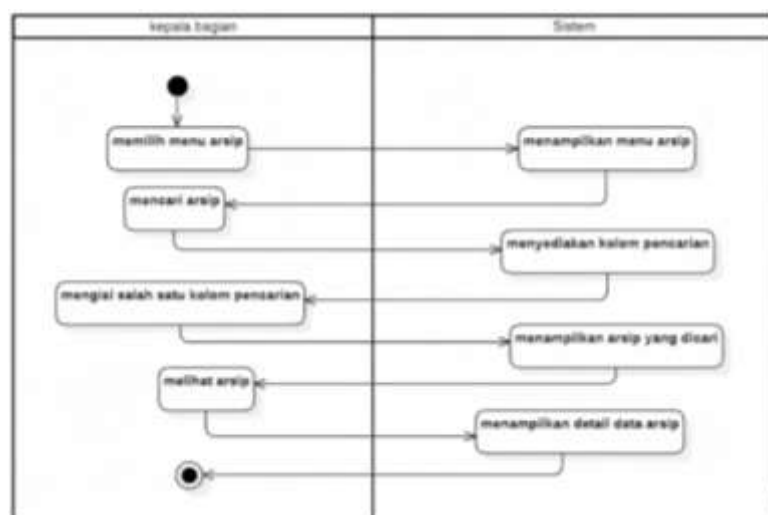 kepala bagian
Sistem
memilih menu arsip
menampilkan menu arsip
mencari arsip
menyediakan kolom pencarian
mengisi salah satu kolom pencarian
menampilkan arsip yang dicari
melihat arsip
menampilkan detail data arsip